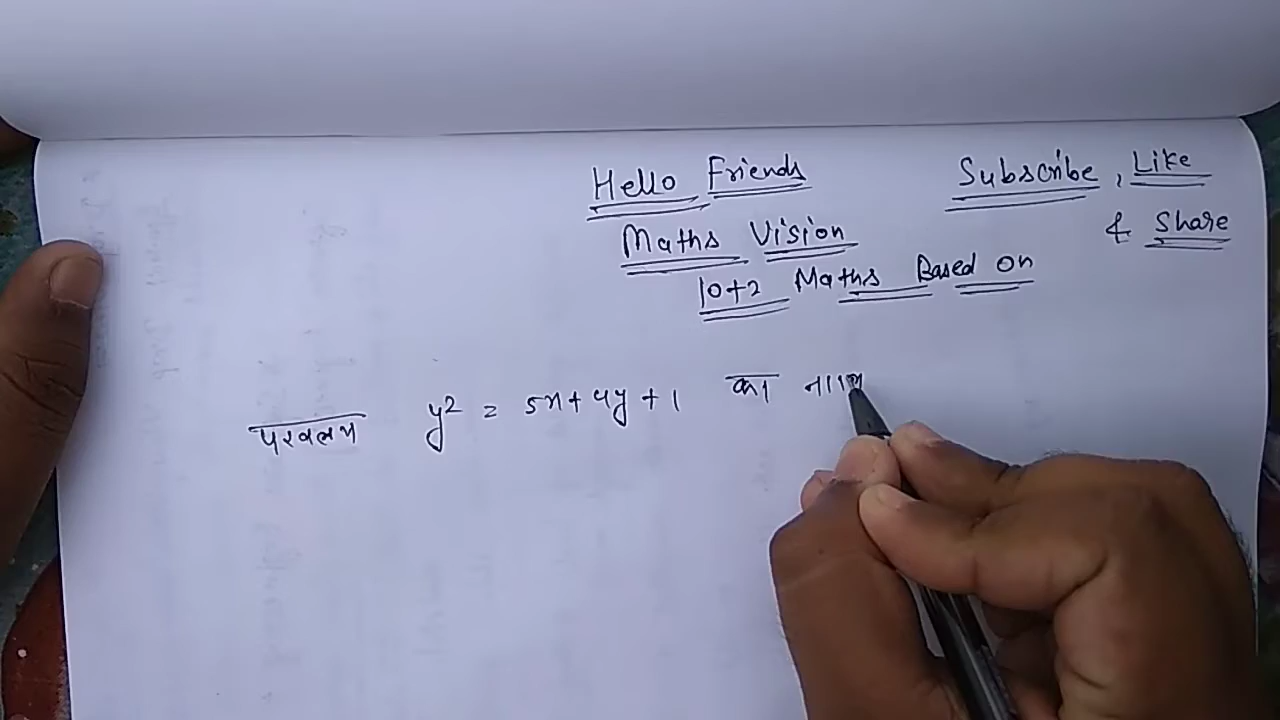 Hello Friends
Subscribe, Like
& Share
Maths Vision
10+2 Maths Based on
परवलय y² = 5x + 4y + 1 का